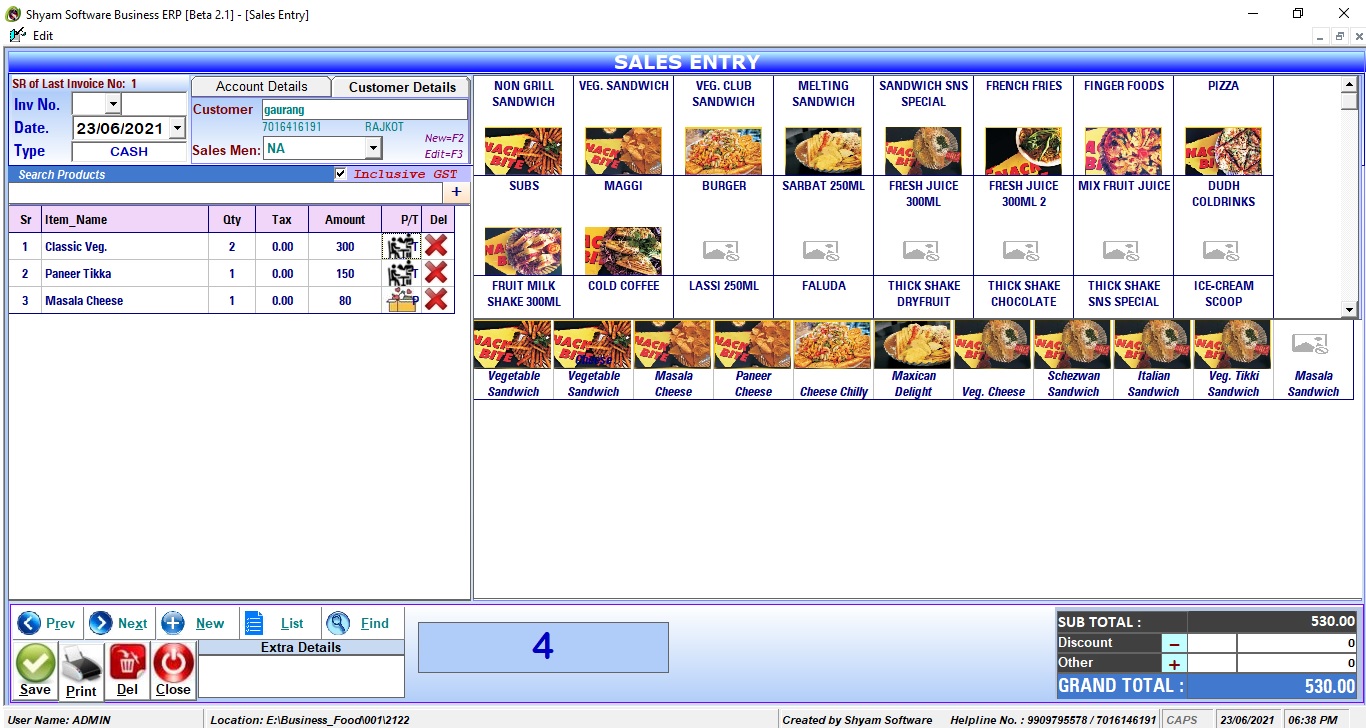 Shyam Software Business ERP [Beta 2.1] - [Sales Entry]
Edit
SALES ENTRY
SR of Last Invoice No: 1
Inv No.
Date. 23/06/2021
Type CASH
Account Details
Customer Details
Customer gaurang
7016416191 RAJKOT
New=F2
Sales Men: NA
Edit=F3
Search Products
Inclusive GST
+
Sr Item_Name Qty Tax Amount P/T Del
1 Classic Veg. 2 0.00 300 T
2 Paneer Tikka 1 0.00 150 T
3 Masala Cheese 1 0.00 80 P
NON GRILL SANDWICH
VEG. SANDWICH
VEG. CLUB SANDWICH
MELTING SANDWICH
SANDWICH SNS SPECIAL
FRENCH FRIES
FINGER FOODS
PIZZA
SUBS
MAGGI
BURGER
SARBAT 250ML
FRESH JUICE 300ML
FRESH JUICE 300ML 2
MIX FRUIT JUICE
DUDH COLDRINKS
FRUIT MILK SHAKE 300ML
COLD COFFEE
LASSI 250ML
FALUDA
THICK SHAKE DRYFRUIT
THICK SHAKE CHOCOLATE
THICK SHAKE SNS SPECIAL
ICE-CREAM SCOOP
Vegetable Sandwich
Cheese Vegetable Sandwich
Masala Cheese
Paneer Cheese
Cheese Chilly
Maxican Delight
Veg. Cheese
Schezwan Sandwich
Italian Sandwich
Veg. Tikki Sandwich
Masala Sandwich
Prev
Next
New
List
Find
Save
Print
Del
Close
Extra Details
4
SUB TOTAL : 530.00
Discount − 0
Other + 0
GRAND TOTAL : 530.00
User Name: ADMIN
Location: E:\Business_Food\001\2122
Created by Shyam Software Helpline No. : 9909795578 / 7016146191
CAPS
23/06/2021
06:38 PM